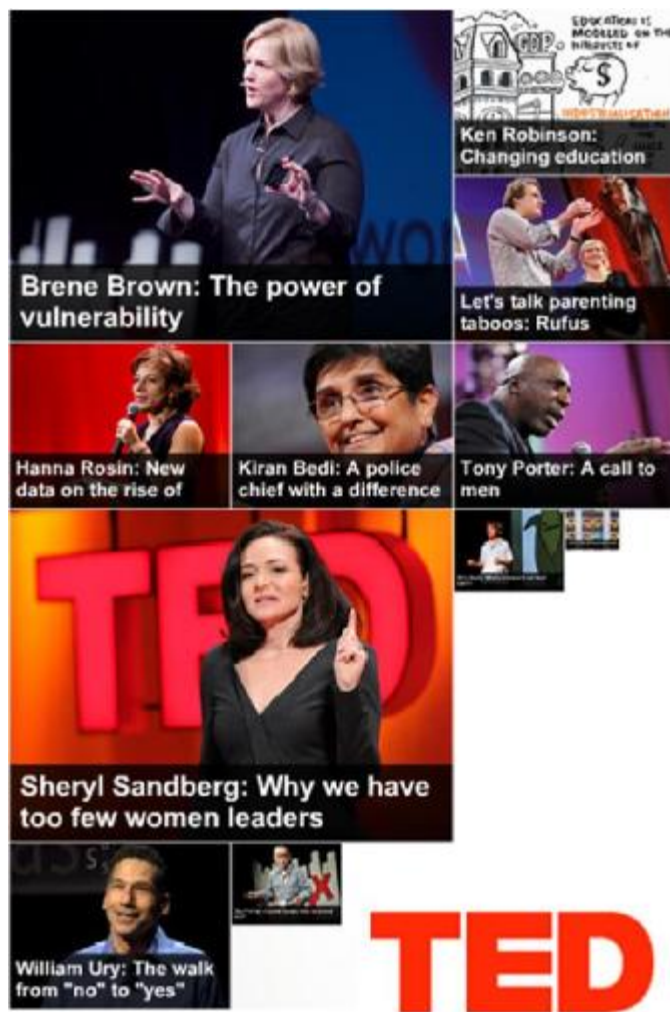 EDUCATION IS
MODELED ON THE
INTERESTS OF
GDP
$
INDUSTRIALISATION
Ken Robinson:
Changing education
Brene Brown: The power of
vulnerability
Let's talk parenting
taboos: Rufus
Hanna Rosin: New
data on the rise of
Kiran Bedi: A police
chief with a difference
Tony Porter: A call to
men
TED
Sheryl Sandberg: Why we have
too few women leaders
x
William Ury: The walk
from "no" to "yes"
TED